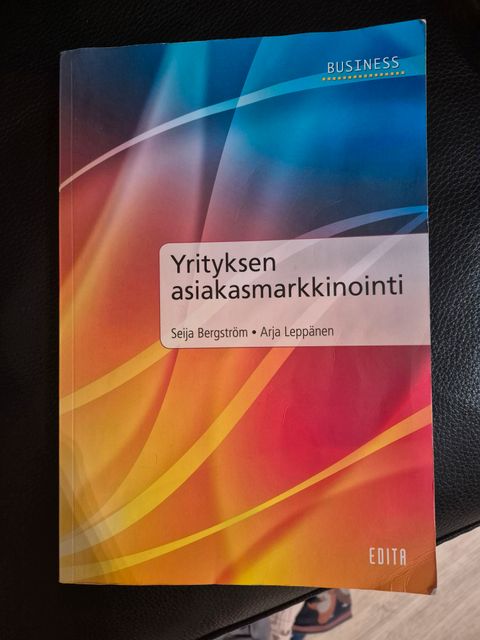 BUSINESS
Yrityksen
asiakasmarkkinointi
Seija Bergström • Arja Leppänen
EDITA